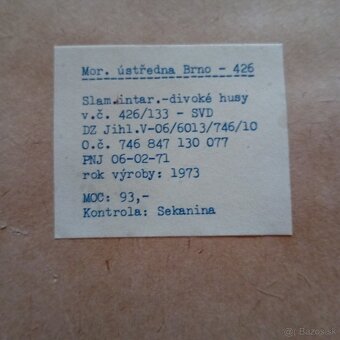 Mor. ústředna Brno - 426
Slam.intar.-divoké husy
v.č. 426/133 - SVD
DZ Jihl.V-06/6013/746/10
O.č. 746 847 130 077
PNJ 06-02-71
rok výroby: 1973
MOC: 93,-
Kontrola: Sekanina
© Bazos.sk